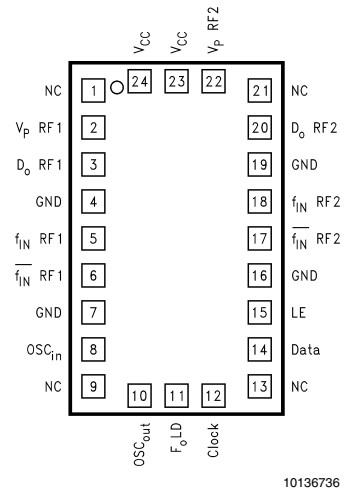 V_CC V_CC V_P RF2
24 23 22
NC 1 21 NC
V_P RF1 2 20 D_o RF2
D_o RF1 3 19 GND
GND 4 18 f_IN RF2
f_IN RF1 5 17 f̅_I̅N̅ RF2
f̅_I̅N̅ RF1 6 16 GND
GND 7 15 LE
OSC_in 8 14 Data
NC 9 13 NC
10 11 12
OSC_out F_oLD Clock
10136736